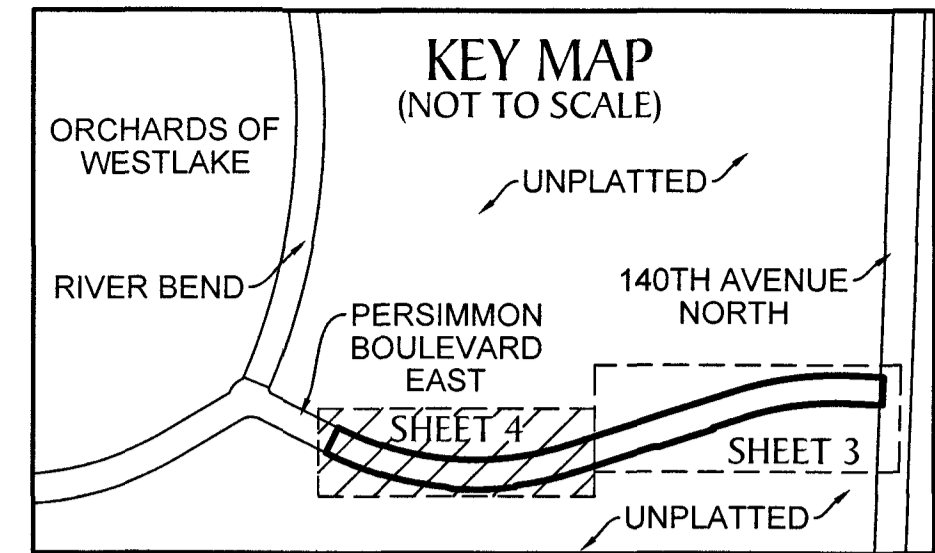 KEY MAP
(NOT TO SCALE)
ORCHARDS OF
WESTLAKE
UNPLATTED
RIVER BEND
140TH AVENUE
NORTH
PERSIMMON
BOULEVARD
EAST
SHEET 4
SHEET 3
UNPLATTED